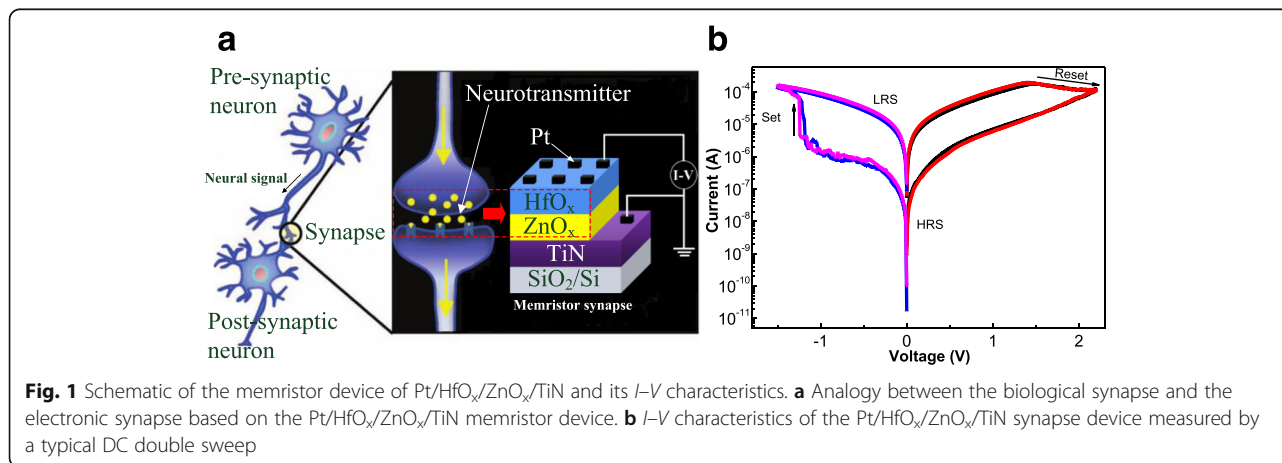 a
Pre-synaptic
neuron
Neural signal
Synapse
Post-synaptic
neuron
Neurotransmitter
Pt
I-V
HfOₓ
ZnOₓ
TiN
SiO₂/Si
Memristor synapse
b
Current (A)
10⁻⁴
10⁻⁵
10⁻⁶
10⁻⁷
10⁻⁸
10⁻⁹
10⁻¹⁰
10⁻¹¹
Set
LRS
Reset
HRS
-1
0
1
2
Voltage (V)
Fig. 1 Schematic of the memristor device of Pt/HfOₓ/ZnOₓ/TiN and its I–V characteristics. a Analogy between the biological synapse and the
electronic synapse based on the Pt/HfOₓ/ZnOₓ/TiN memristor device. b I–V characteristics of the Pt/HfOₓ/ZnOₓ/TiN synapse device measured by
a typical DC double sweep